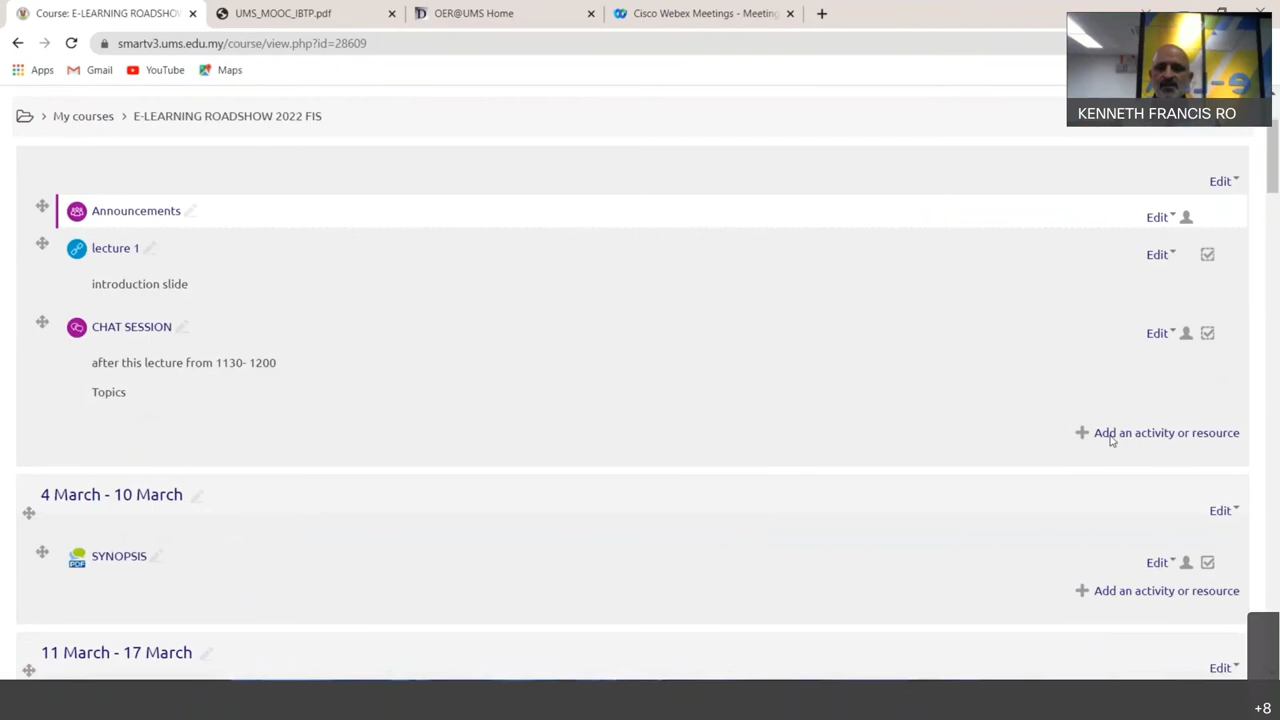 Course: E-LEARNING ROADSHOW
UMS_MOOC_IBTP.pdf
OER@UMS Home
Cisco Webex Meetings - Meeting
smartv3.ums.edu.my/course/view.php?id=28609
Apps
Gmail
YouTube
Maps
KENNETH FRANCIS RO
My courses > E-LEARNING ROADSHOW 2022 FIS
Edit
Announcements
Edit
lecture 1
Edit
introduction slide
CHAT SESSION
Edit
after this lecture from 1130- 1200
Topics
Add an activity or resource
4 March - 10 March
Edit
PDF
SYNOPSIS
Edit
Add an activity or resource
11 March - 17 March
Edit
+8